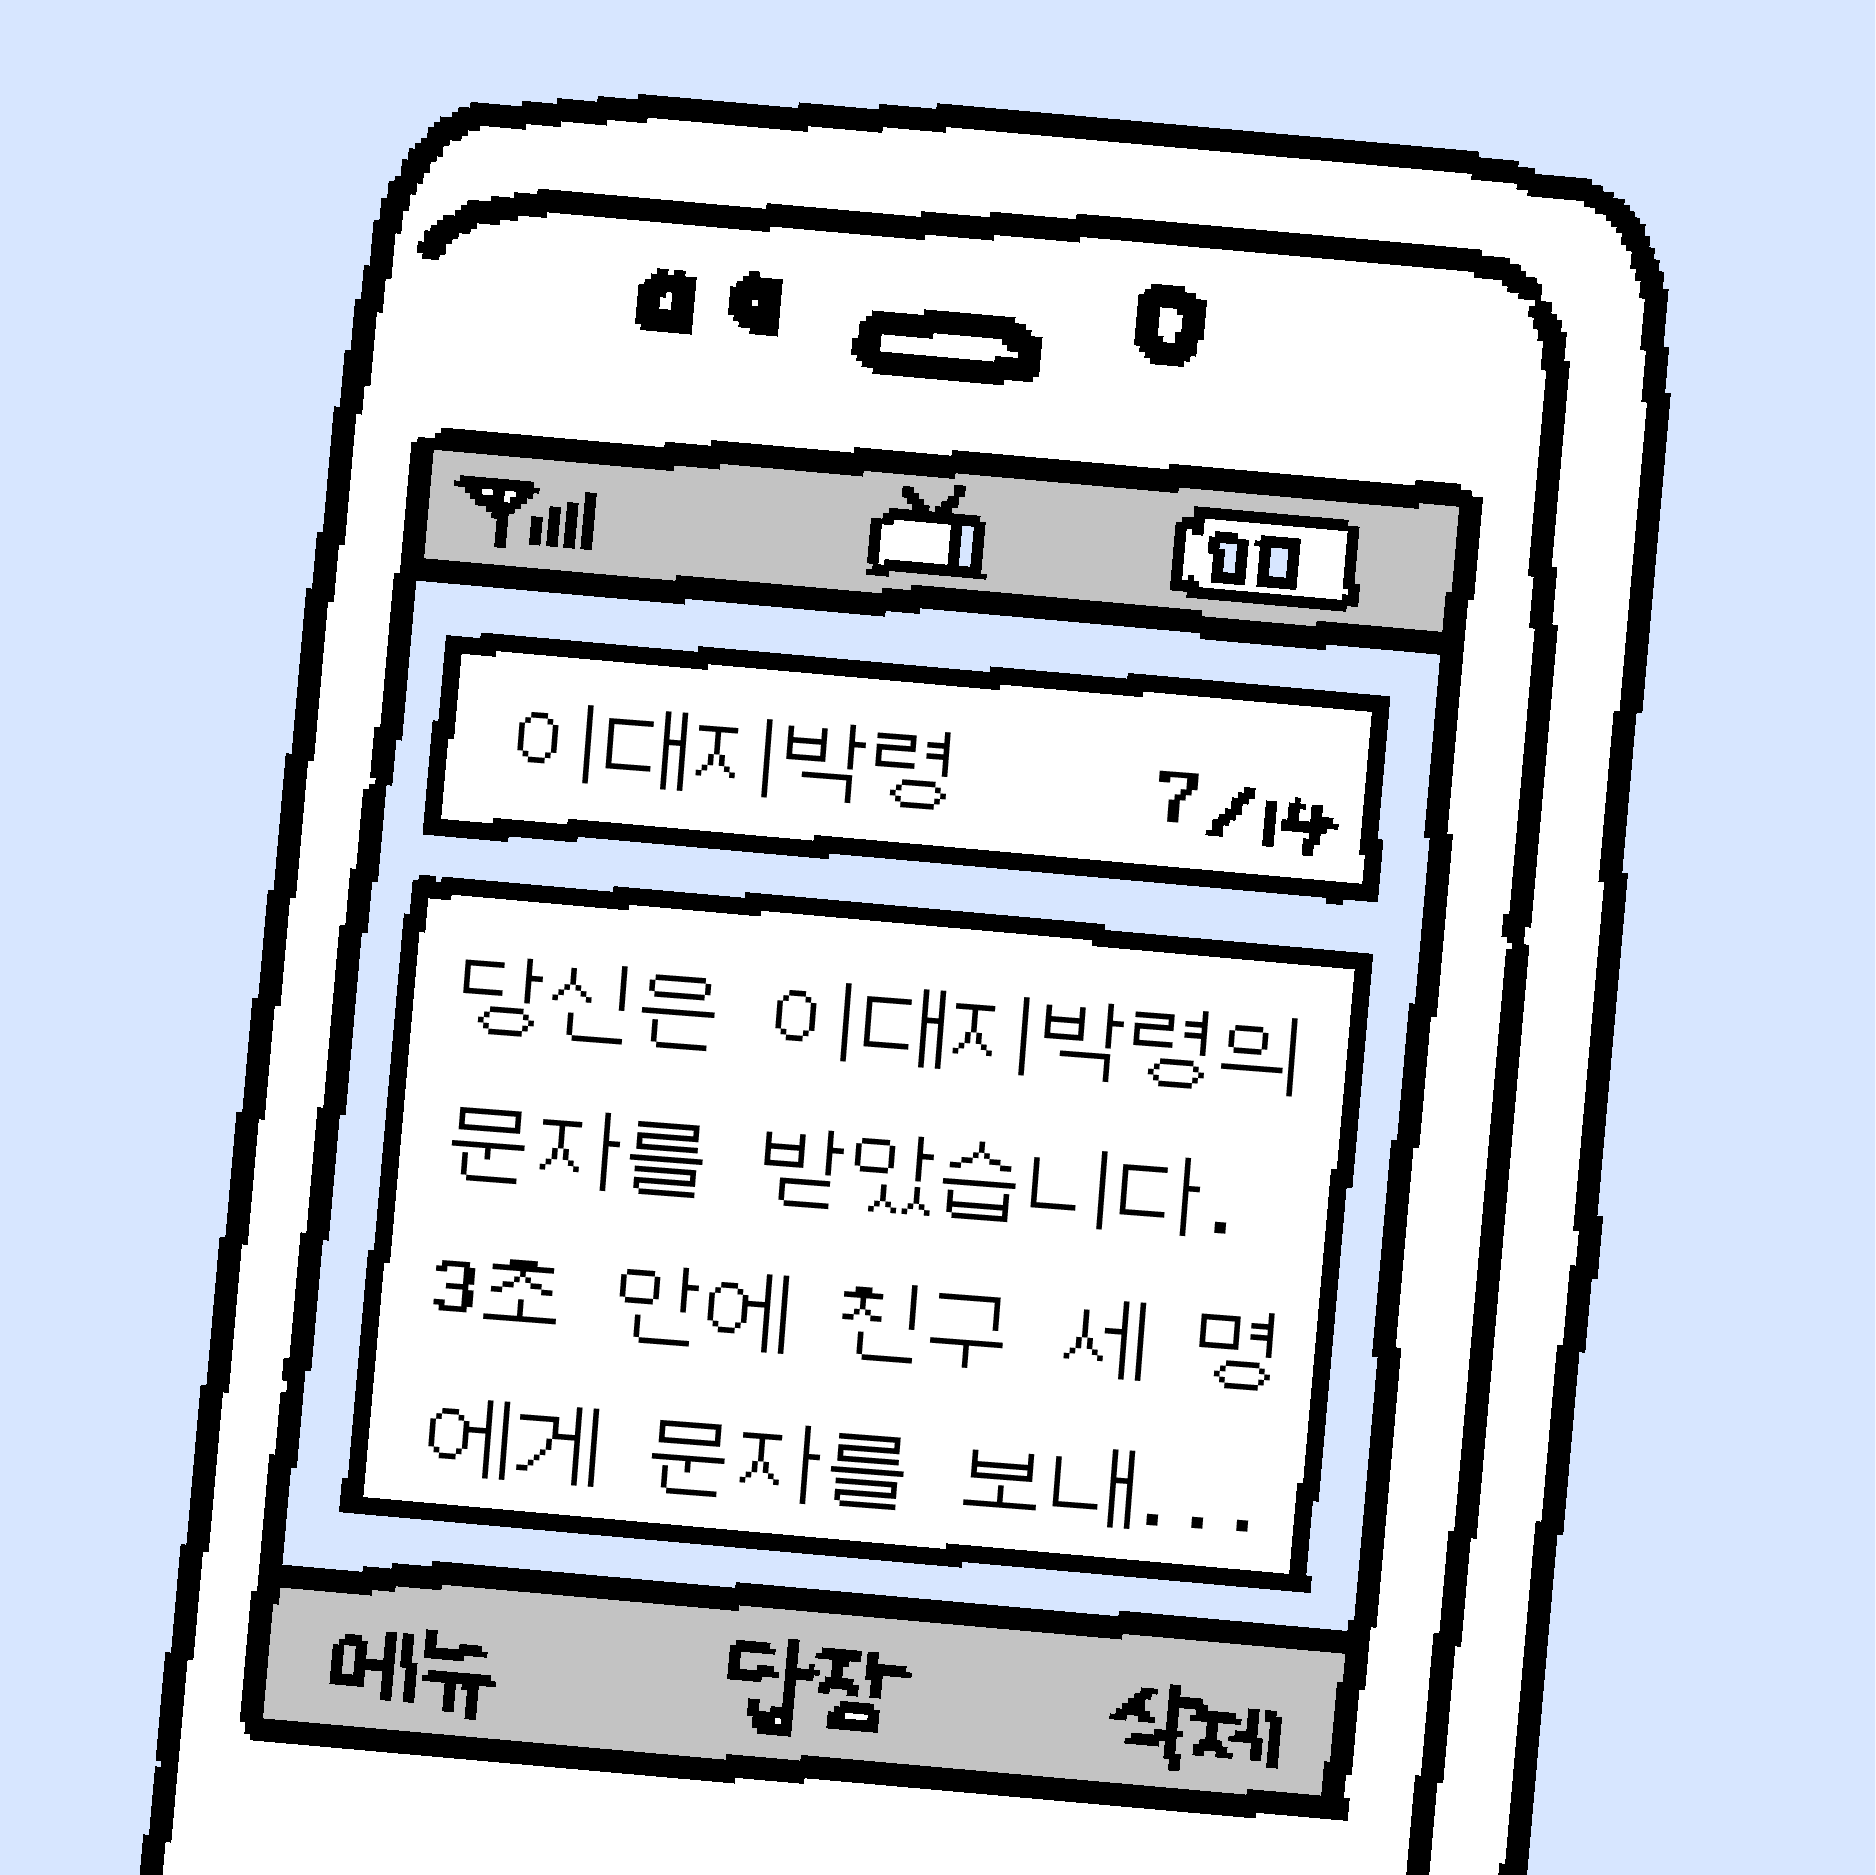 이대지박령 7/14
당신은 이대지박령의
문자를 받았습니다.
3초 안에 친구 세 명
에게 문자를 보내...
메뉴 답장 삭제